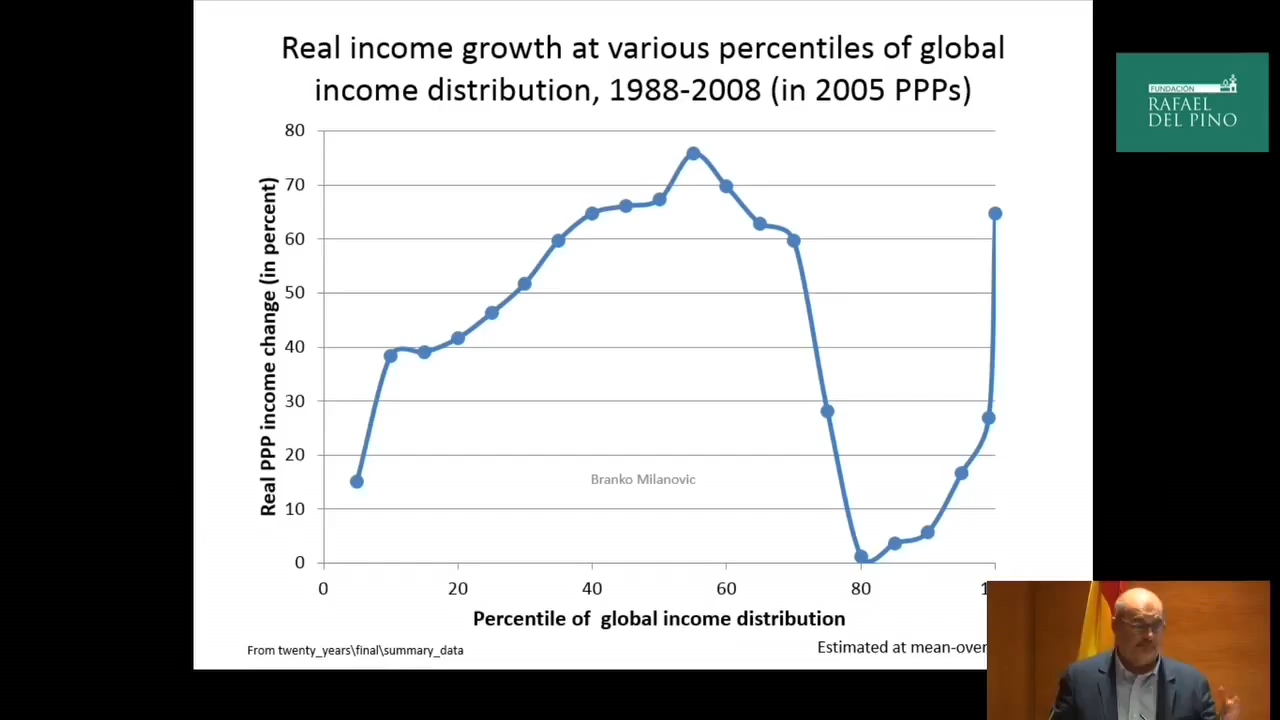 Real income growth at various percentiles of global
income distribution, 1988-2008 (in 2005 PPPs)
FUNDACIÓN
RAFAEL
DEL PINO
Real PPP income change (in percent)
80
70
60
50
40
30
20
10
0
Branko Milanovic
0 20 40 60 80 1
Percentile of global income distribution
From twenty_years\final\summary_data
Estimated at mean-over